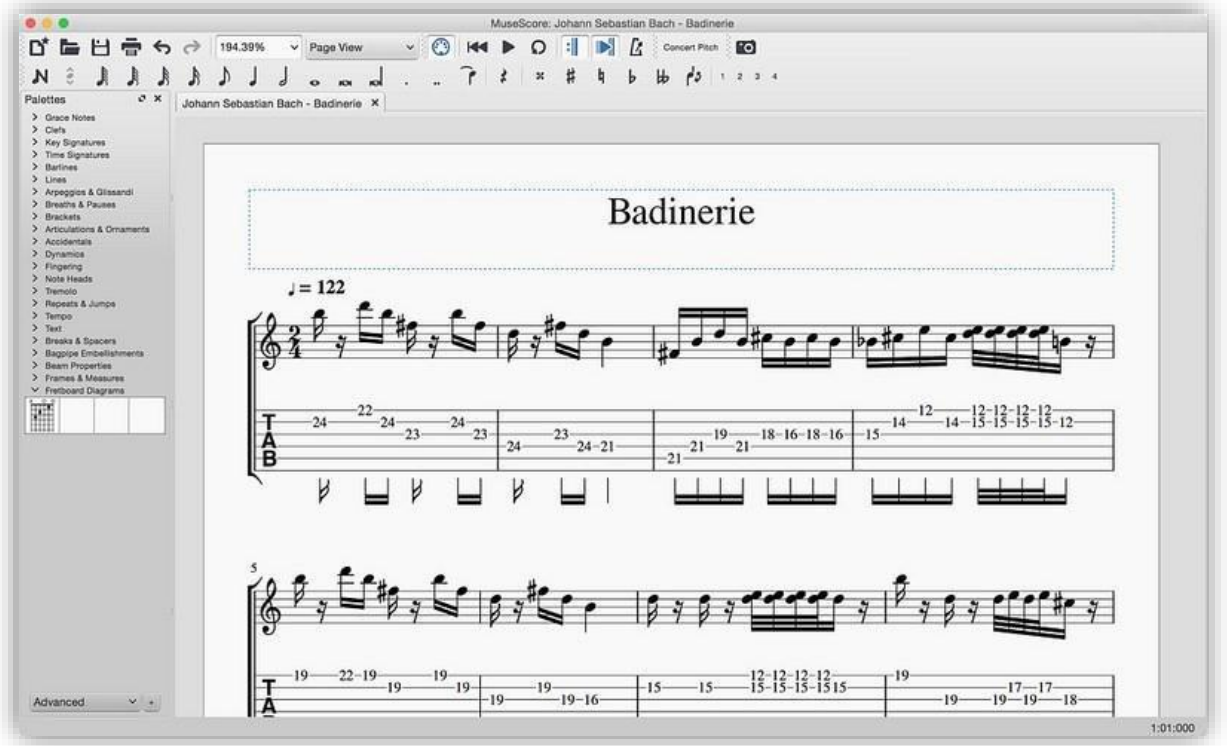 MuseScore: Johann Sebastian Bach - Badinerie
194.39% Page View Concert Pitch
1 2 3 4
Palettes
Johann Sebastian Bach - Badinerie X
Grace Notes
Clefs
Key Signatures
Time Signatures
Barlines
Lines
Arpeggios & Glissandi
Breaths & Pauses
Brackets
Articulations & Ornaments
Accidentals
Dynamics
Fingering
Note Heads
Tremolo
Repeats & Jumps
Tempo
Text
Breaks & Spacers
Bagpipe Embellishments
Beam Properties
Frames & Measures
Fretboard Diagrams
Advanced
Badinerie
♩ = 122
2
4
22 12 12 12 12 12
24 24 24 14 14 15 15 15 15 12
T 23 23 23 19 18 16 18 16 15
A 24 24 21 21 21
B 21
5
19 22 19 19 12 12 12 12 19
T 19 19 19 15 15 15 15 15 15 15 17 17
A 19 19 16 19 19 19 18
1:01:000